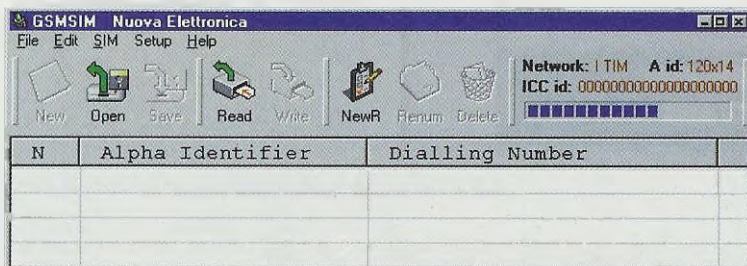 GSMSIM Nuova Elettronica
File Edit SIM Setup Help
New Open Save Read Write NewR Renum Delete
Network: I TIM A id: 120x14
ICC id: 00000000000000000000
N Alpha Identifier Dialling Number